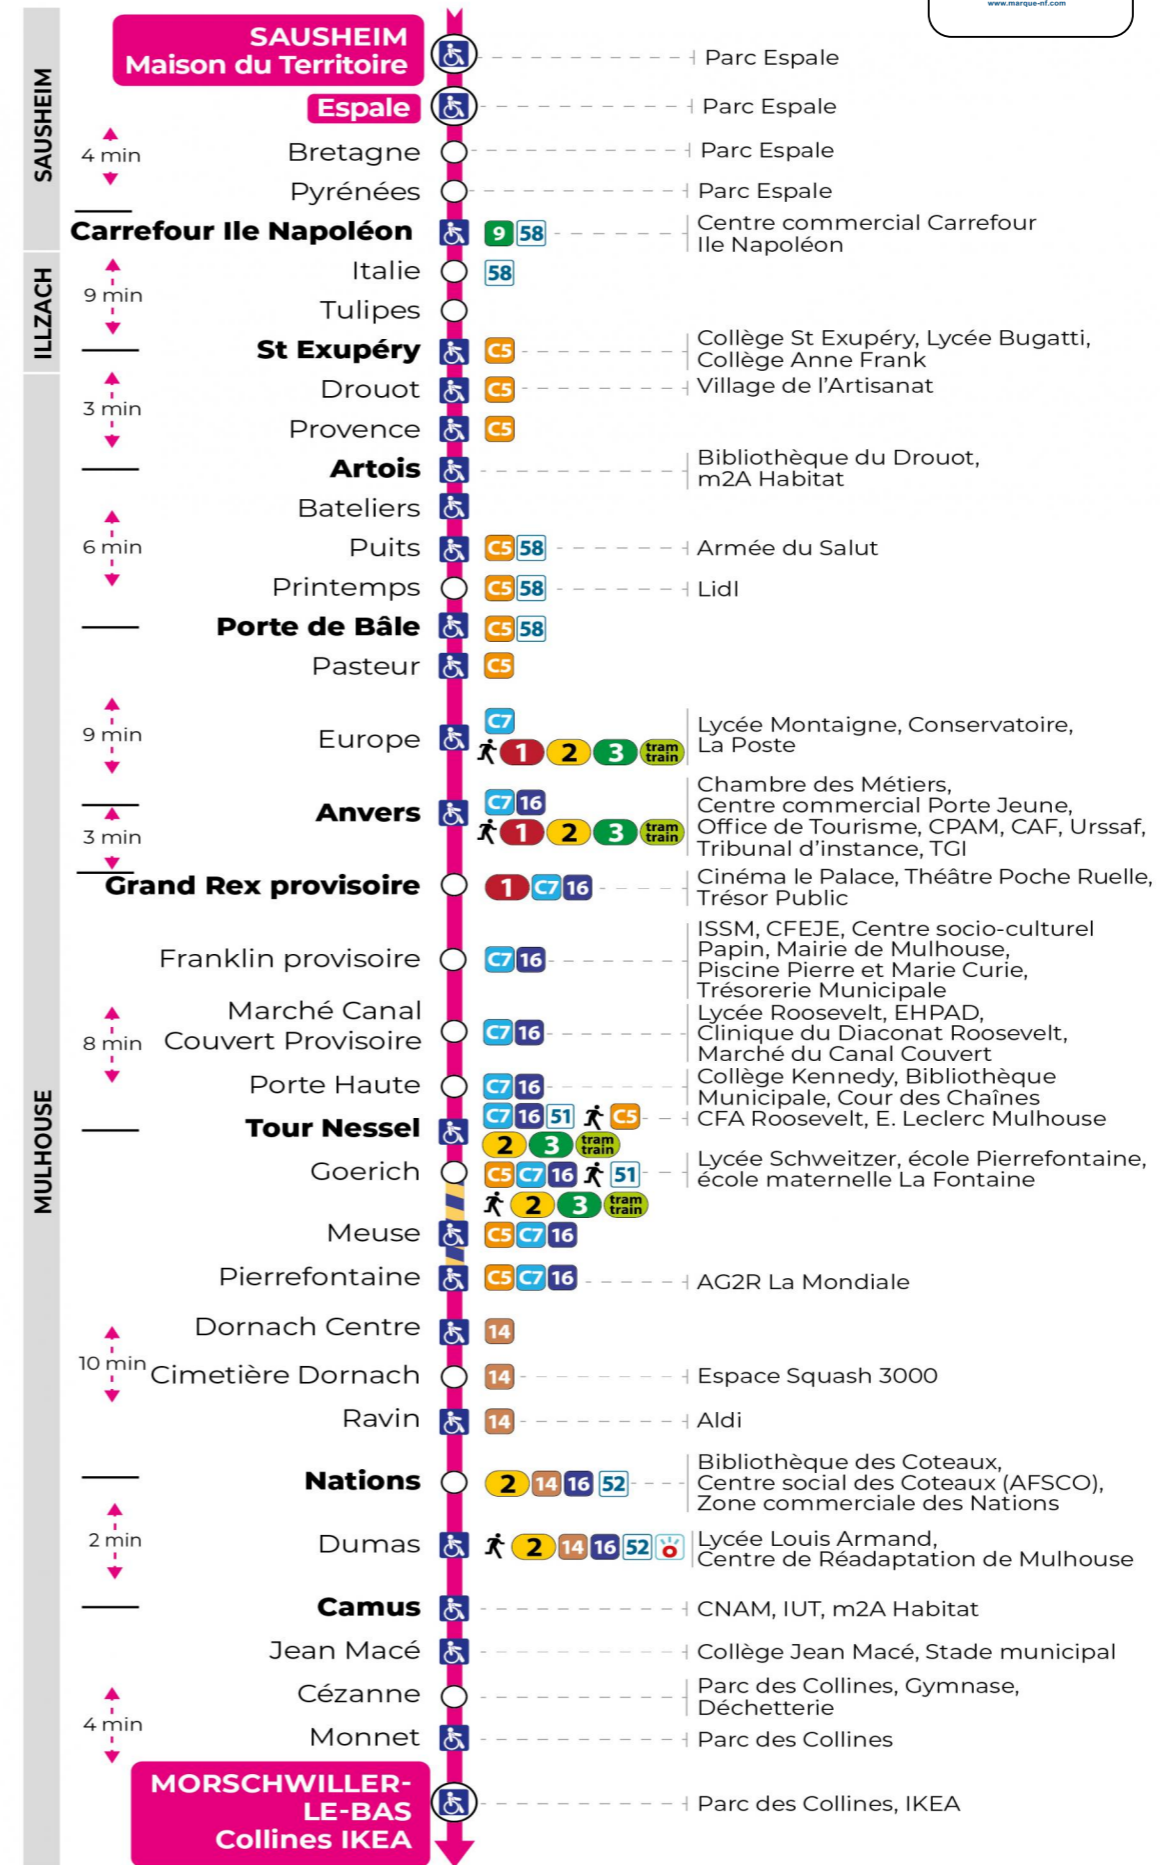 www.marque-nf.com
SAUSHEIM
Maison du Territoire
Parc Espale
Espale
Parc Espale
SAUSHEIM
4 min
Bretagne
Parc Espale
Pyrénées
Parc Espale
Carrefour Ile Napoléon
9 58
Centre commercial Carrefour
Ile Napoléon
ILLZACH
9 min
Italie
58
Tulipes
St Exupéry
C5
Collège St Exupéry, Lycée Bugatti,
Collège Anne Frank
MULHOUSE
3 min
Drouot
C5
Village de l'Artisanat
Provence
C5
Artois
Bibliothèque du Drouot,
m2A Habitat
Bateliers
6 min
Puits
C5 58
Armée du Salut
Printemps
C5 58
Lidl
Porte de Bâle
C5 58
Pasteur
C5
9 min
Europe
C7
1 2 3 tram
train
Lycée Montaigne, Conservatoire,
La Poste
Anvers
C7 16
1 2 3 tram
train
Chambre des Métiers,
Centre commercial Porte Jeune,
Office de Tourisme, CPAM, CAF, Urssaf,
Tribunal d'instance, TGI
3 min
Grand Rex provisoire
1 C7 16
Cinéma le Palace, Théâtre Poche Ruelle,
Trésor Public
Franklin provisoire
C7 16
ISSM, CFEJE, Centre socio-culturel
Papin, Mairie de Mulhouse,
Piscine Pierre et Marie Curie,
Trésorerie Municipale
8 min
Marché Canal
Couvert Provisoire
C7 16
Lycée Roosevelt, EHPAD,
Clinique du Diaconat Roosevelt,
Marché du Canal Couvert
Porte Haute
C7 16
Collège Kennedy, Bibliothèque
Municipale, Cour des Chaînes
Tour Nessel
C7 16 51 C5
2 3 tram
train
CFA Roosevelt, E. Leclerc Mulhouse
Goerich
C5 C7 16 51
2 3 tram
train
Lycée Schweitzer, école Pierrefontaine,
école maternelle La Fontaine
Meuse
C5 C7 16
Pierrefontaine
C5 C7 16
AG2R La Mondiale
10 min
Dornach Centre
14
Cimetière Dornach
14
Espace Squash 3000
Ravin
14
Aldi
Nations
2 14 16 52
Bibliothèque des Coteaux,
Centre social des Coteaux (AFSCO),
Zone commerciale des Nations
2 min
Dumas
2 14 16 52
Lycée Louis Armand,
Centre de Réadaptation de Mulhouse
Camus
CNAM, IUT, m2A Habitat
Jean Macé
Collège Jean Macé, Stade municipal
4 min
Cézanne
Parc des Collines, Gymnase,
Déchetterie
Monnet
Parc des Collines
MORSCHWILLER-
LE-BAS
Collines IKEA
Parc des Collines, IKEA